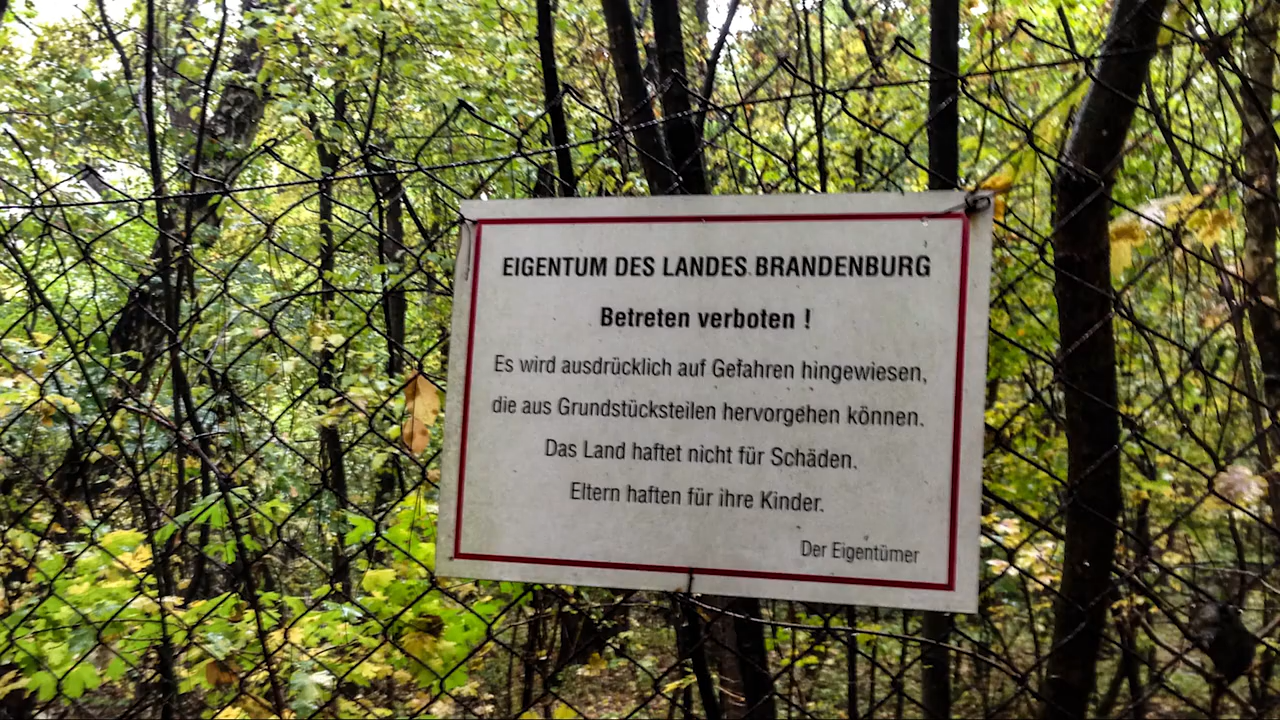 EIGENTUM DES LANDES BRANDENBURG
Betreten verboten !
Es wird ausdrücklich auf Gefahren hingewiesen,
die aus Grundstücksteilen hervorgehen können.
Das Land haftet nicht für Schäden.
Eltern haften für ihre Kinder.
Der Eigentümer